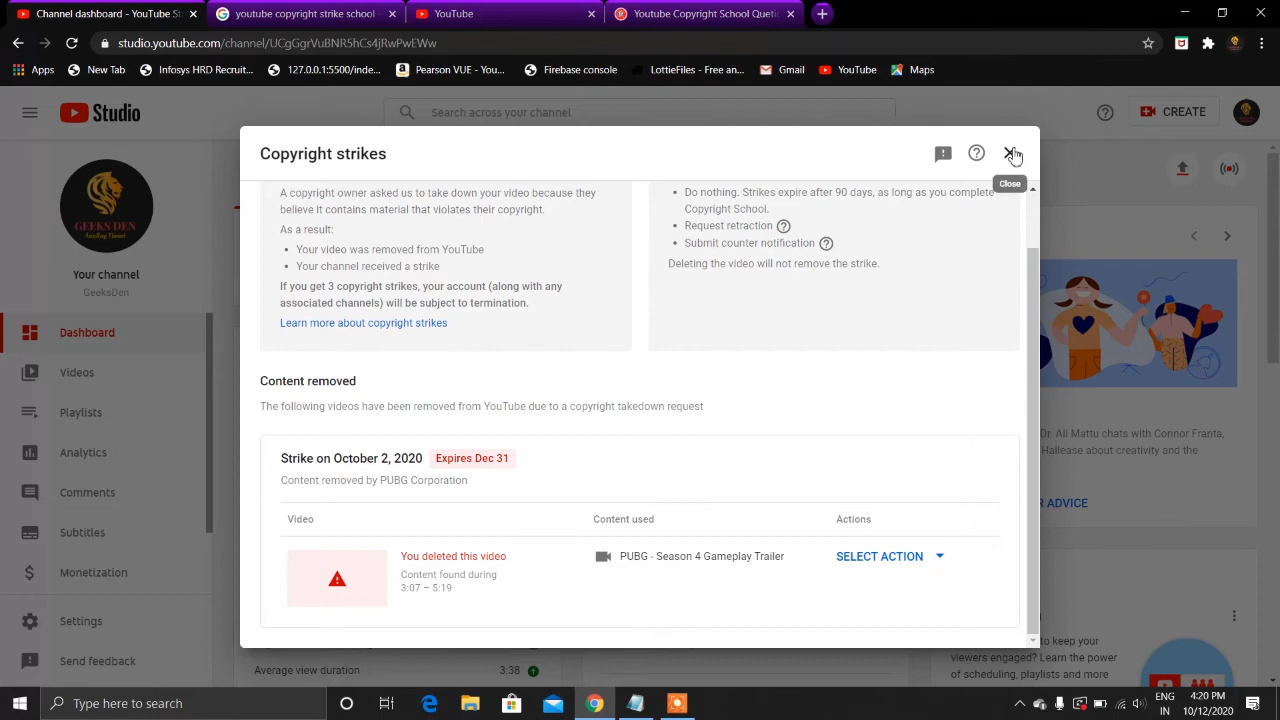 Channel dashboard - YouTube St
youtube copyright strike school -
YouTube
Youtube Copyright School Quetio
studio.youtube.com/channel/UCgGgrVuBNR5hCs4jRwPwEWw
Apps
New Tab
Infosys HRD Recruit...
127.0.0.1:5500/inde...
Pearson VUE - You...
Firebase console
LottieFiles - Free an...
Gmail
YouTube
Maps
Studio
Search across your channel
CREATE
GEEKS DEN
Your channel
GeeksDen
Dashboard
Videos
Playlists
Analytics
Comments
Subtitles
Monetization
Settings
Send feedback
Copyright strikes
Close
A copyright owner asked us to take down your video because they
believe it contains material that violates their copyright.
As a result:
• Your video was removed from YouTube
• Your channel received a strike
If you get 3 copyright strikes, your account (along with any
associated channels) will be subject to termination.
Learn more about copyright strikes
• Do nothing. Strikes expire after 90 days, as long as you complete
Copyright School.
• Request retraction
• Submit counter notification
Deleting the video will not remove the strike.
Content removed
The following videos have been removed from YouTube due to a copyright takedown request
Strike on October 2, 2020 Expires Dec 31
Content removed by PUBG Corporation
Video Content used Actions
You deleted this video
Content found during
3:07 – 5:19
PUBG - Season 4 Gameplay Trailer
SELECT ACTION
Average view duration 3:38
Dr. Ali Mattu chats with Connor Franta,
Hallease about creativity and the
R ADVICE
to keep your
viewers engaged? Learn the power
of scheduling, playlists and more
Type here to search
ENG
IN
4:20 PM
10/12/2020